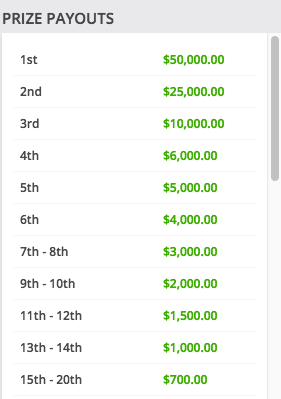 PRIZE PAYOUTS
1st $50,000.00
2nd $25,000.00
3rd $10,000.00
4th $6,000.00
5th $5,000.00
6th $4,000.00
7th - 8th $3,000.00
9th - 10th $2,000.00
11th - 12th $1,500.00
13th - 14th $1,000.00
15th - 20th $700.00